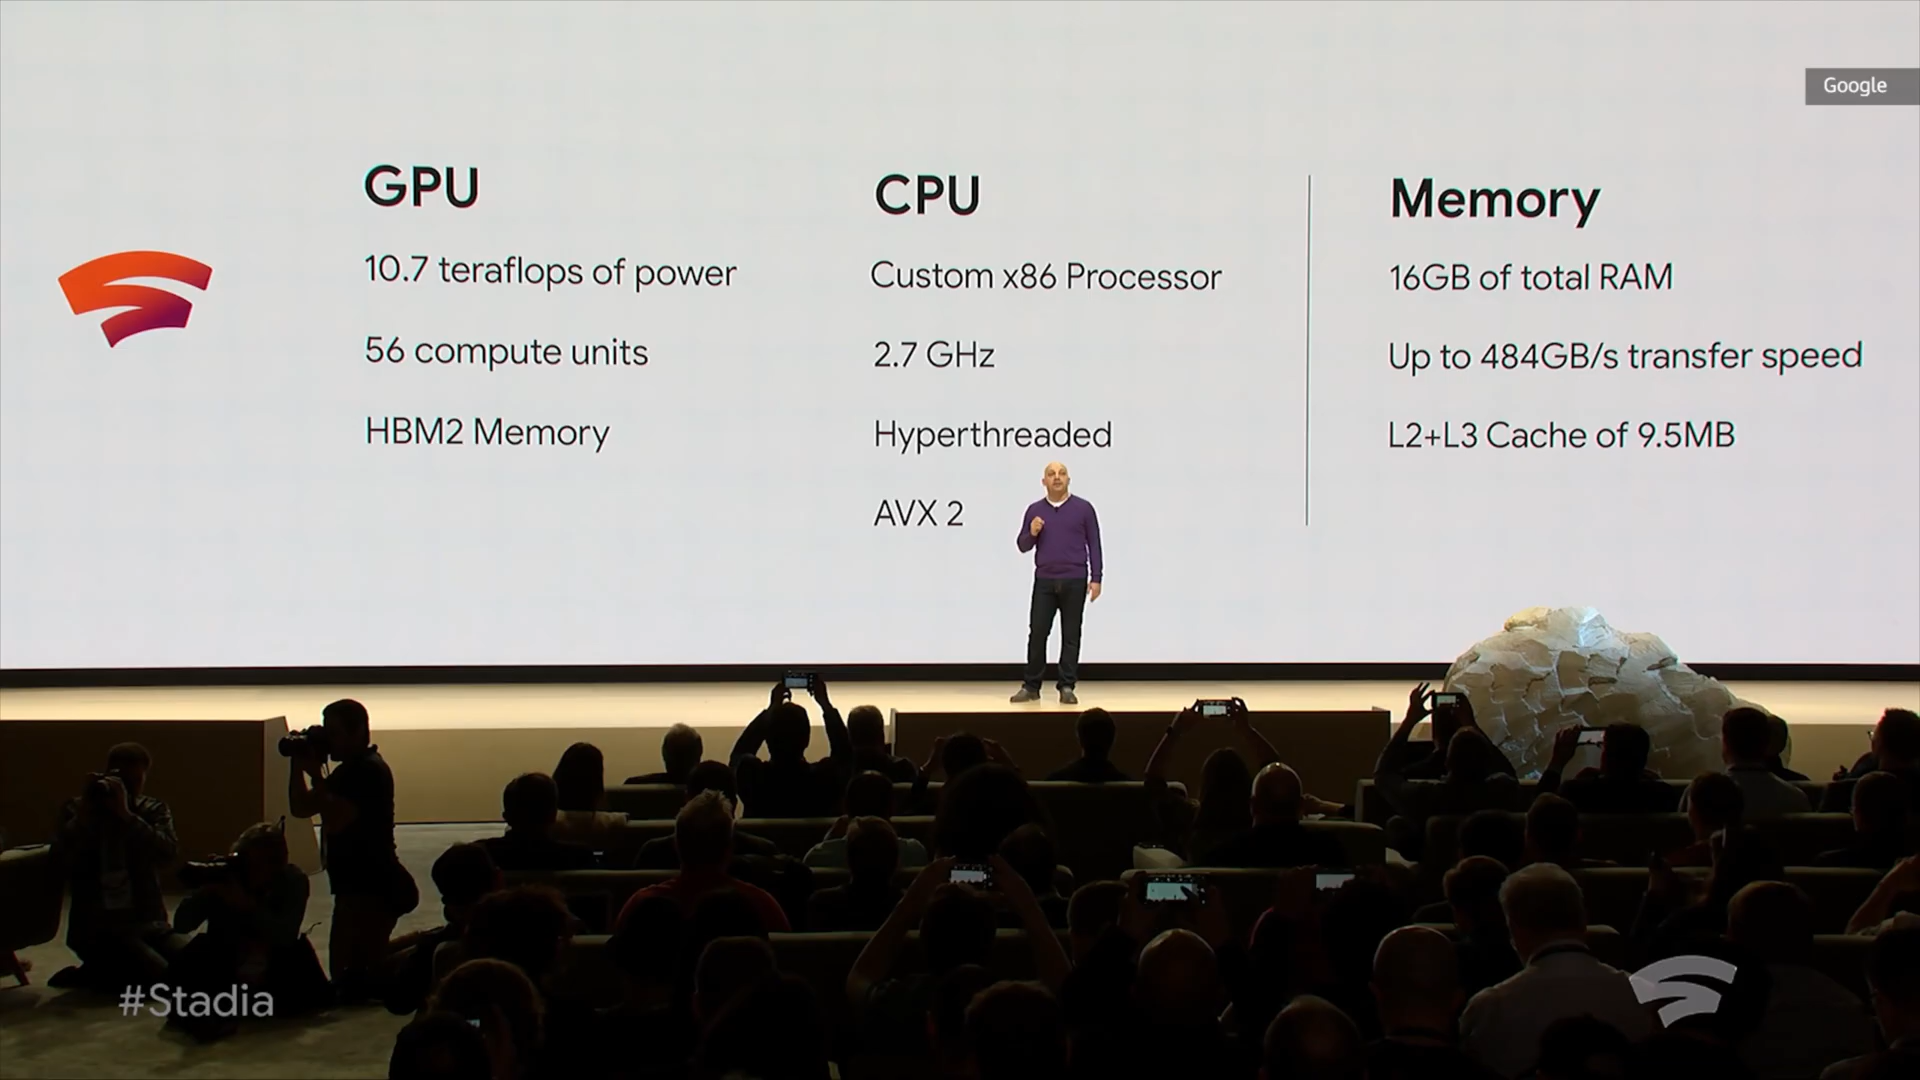 Google
GPU
10.7 teraflops of power
56 compute units
HBM2 Memory
CPU
Custom x86 Processor
2.7 GHz
Hyperthreaded
AVX 2
Memory
16GB of total RAM
Up to 484GB/s transfer speed
L2+L3 Cache of 9.5MB
#Stadia